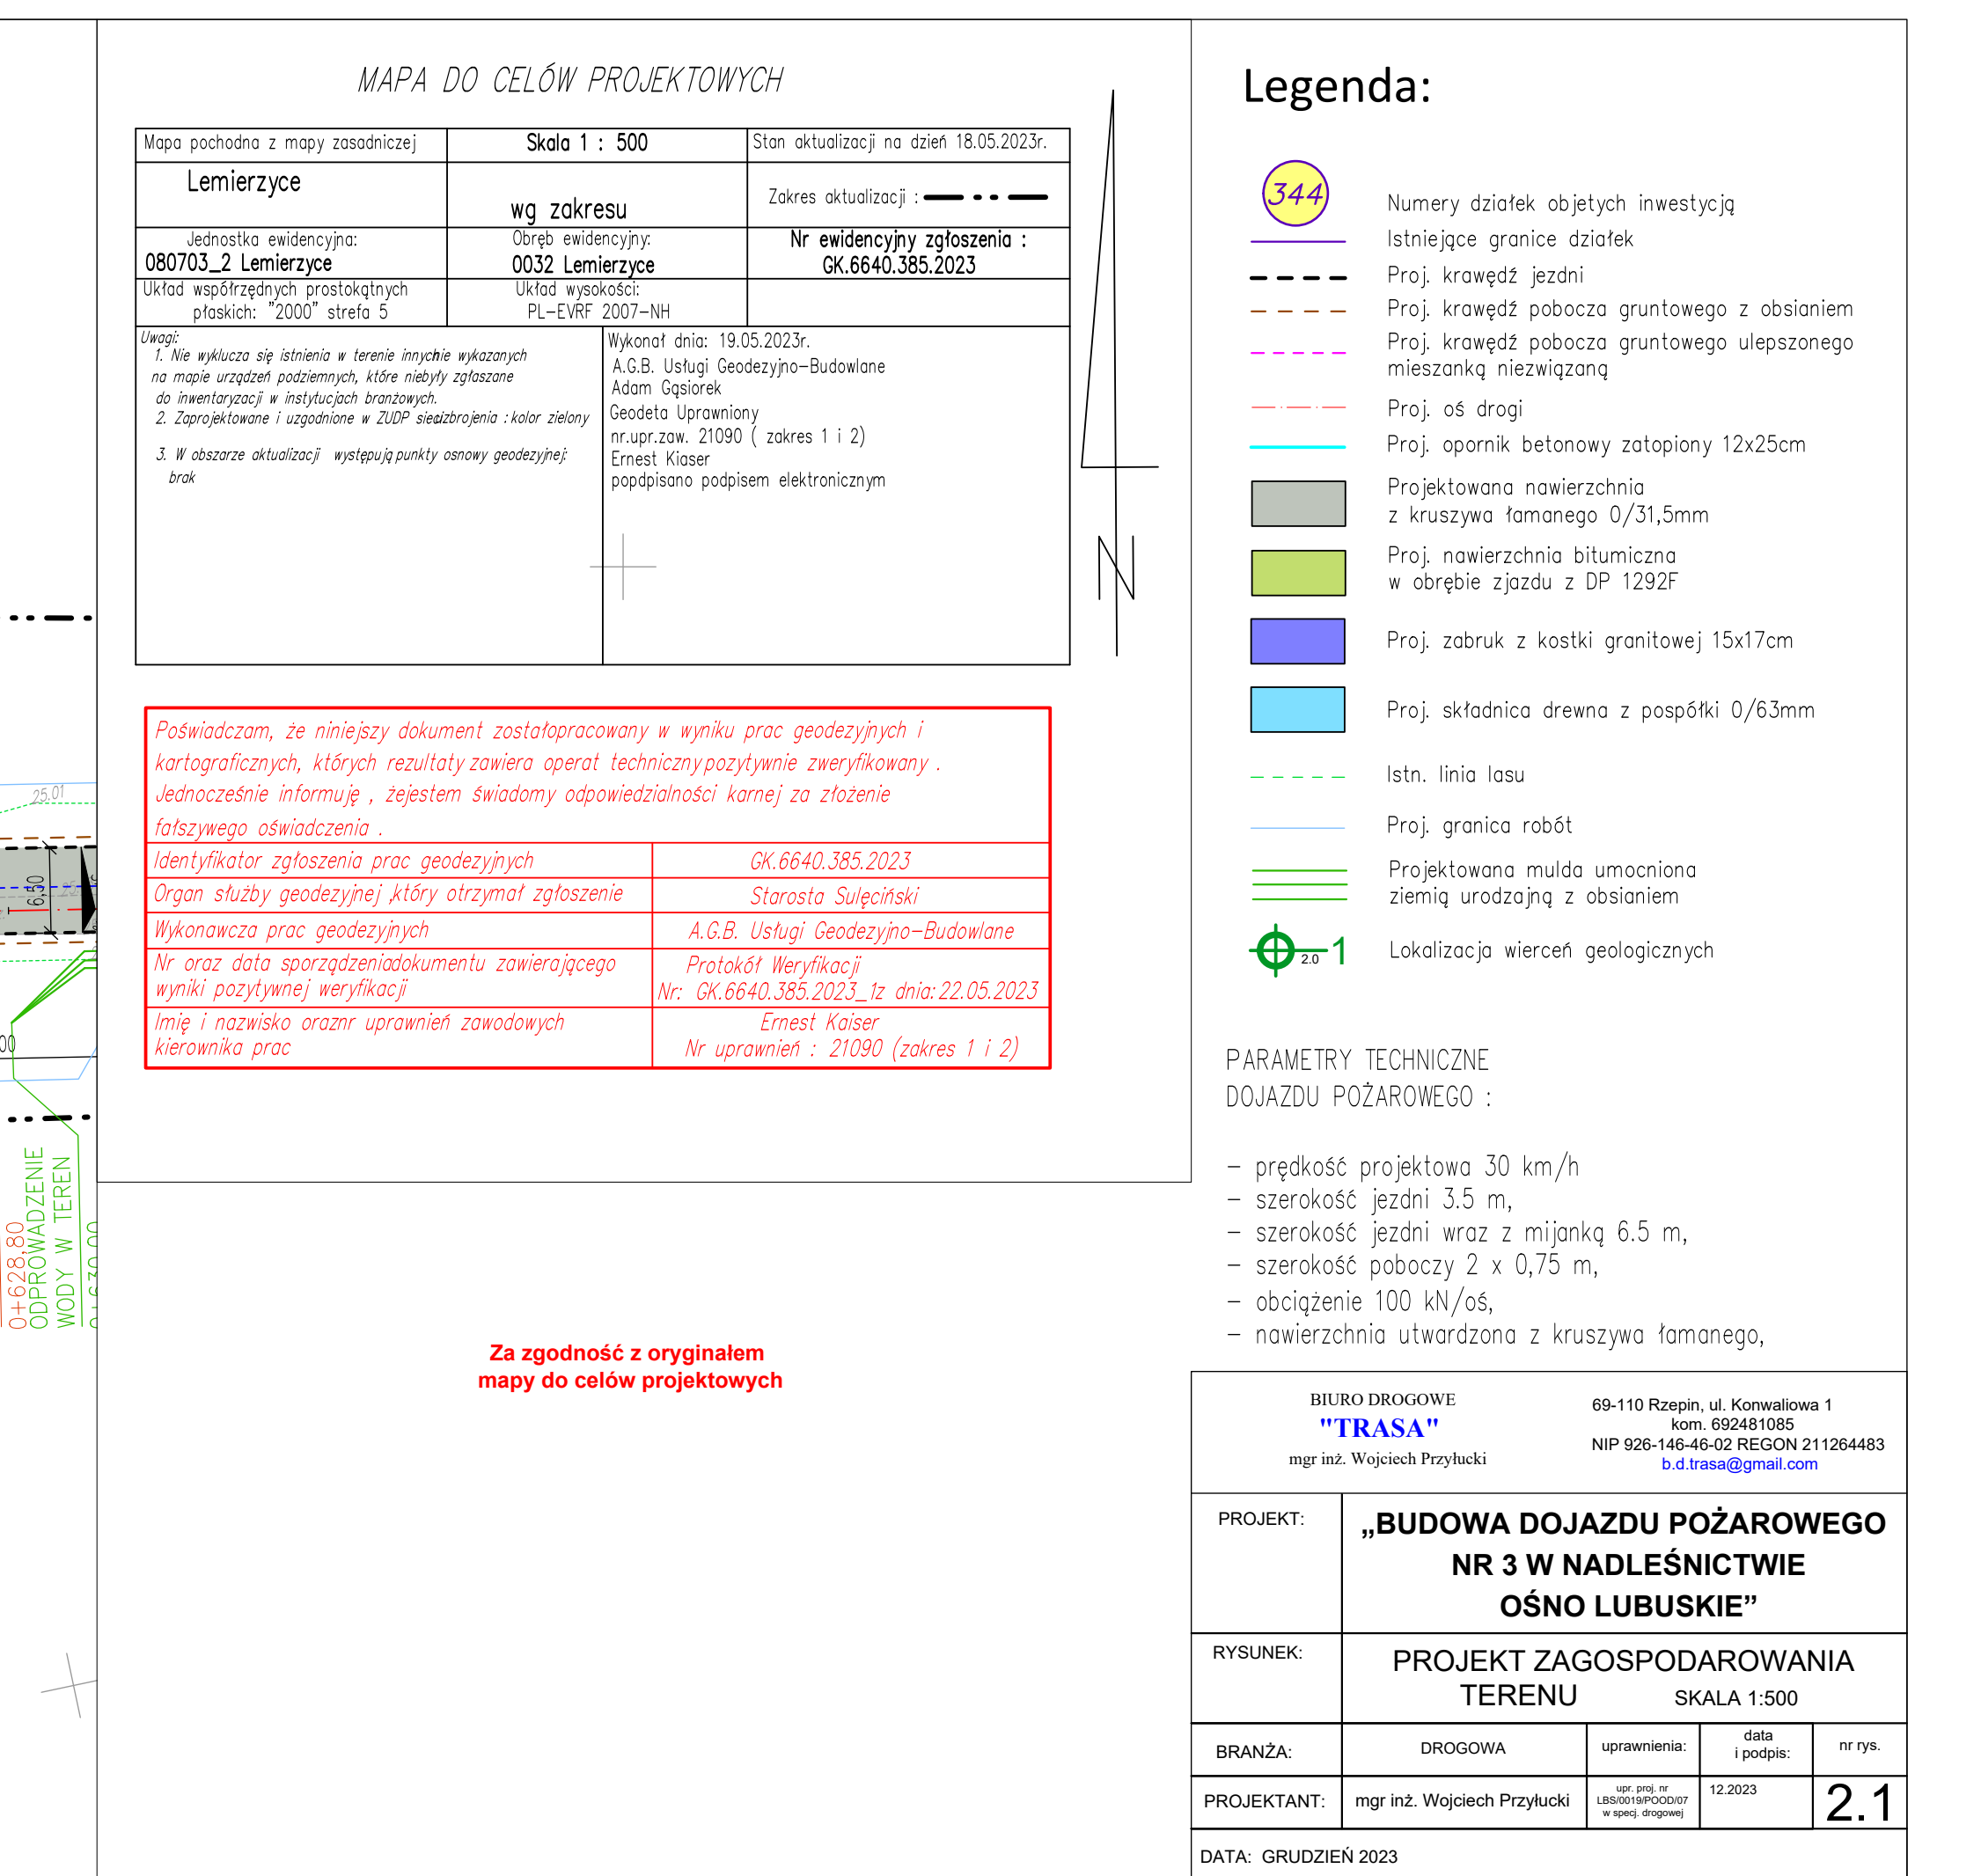 MAPA DO CELÓW PROJEKTOWYCH
Mapa pochodna z mapy zasadniczej
Skala 1 : 500
Stan aktualizacji na dzień 18.05.2023r.
Lemierzyce
wg zakresu
Zakres aktualizacji :
Jednostka ewidencyjna:
080703_2 Lemierzyce
Obręb ewidencyjny:
0032 Lemierzyce
Nr ewidencyjny zgłoszenia :
GK.6640.385.2023
Układ współrzędnych prostokątnych
płaskich: "2000" strefa 5
Układ wysokości:
PL-EVRF 2007-NH
Uwagi:
1. Nie wyklucza się istnienia w terenie innychnie wykazanych
na mapie urządzeń podziemnych, które niebyły zgłaszane
do inwentaryzacji w instytucjach branżowych.
2. Zaprojektowane i uzgodnione w ZUDP sieciuzbrojenia : kolor zielony
3. W obszarze aktualizacji występują punkty osnowy geodezyjnej:
brak
Wykonał dnia: 19.05.2023r.
A.G.B. Usługi Geodezyjno-Budowlane
Adam Gąsiorek
Geodeta Uprawniony
nr.upr.zaw. 21090 ( zakres 1 i 2)
Ernest Kiaser
popdpisano podpisem elektronicznym
N
Poświadczam, że niniejszy dokument zostałopracowany w wyniku prac geodezyjnych i
kartograficznych, których rezultaty zawiera operat techniczny pozytywnie zweryfikowany .
Jednocześnie informuję , żejestem świadomy odpowiedzialności karnej za złożenie
fałszywego oświadczenia .
Identyfikator zgłoszenia prac geodezyjnych
GK.6640.385.2023
Organ służby geodezyjnej ,który otrzymał zgłoszenie
Starosta Sulęciński
Wykonawcza prac geodezyjnych
A.G.B. Usługi Geodezyjno-Budowlane
Nr oraz data sporządzeniadokumentu zawierającego
wyniki pozytywnej weryfikacji
Protokół Weryfikacji
Nr: GK.6640.385.2023_1z dnia: 22.05.2023
Imię i nazwisko oraznr uprawnień zawodowych
kierownika prac
Ernest Kaiser
Nr uprawnień : 21090 (zakres 1 i 2)
25.01
6,50
0+628,80
ODPROWADZENIE
WODY W TEREN
0+630,00
Za zgodność z oryginałem
mapy do celów projektowych
Legenda:
344
Numery działek objetych inwestycją
Istniejące granice działek
Proj. krawędź jezdni
Proj. krawędź pobocza gruntowego z obsianiem
Proj. krawędź pobocza gruntowego ulepszonego
mieszanką niezwiązaną
Proj. oś drogi
Proj. opornik betonowy zatopiony 12x25cm
Projektowana nawierzchnia
z kruszywa łamanego 0/31,5mm
Proj. nawierzchnia bitumiczna
w obrębie zjazdu z DP 1292F
Proj. zabruk z kostki granitowej 15x17cm
Proj. składnica drewna z pospółki 0/63mm
Istn. linia lasu
Proj. granica robót
Projektowana mulda umocniona
ziemią urodzajną z obsianiem
2.0 1
Lokalizacja wierceń geologicznych
PARAMETRY TECHNICZNE
DOJAZDU POŻAROWEGO :
- prędkość projektowa 30 km/h
- szerokość jezdni 3.5 m,
- szerokość jezdni wraz z mijanką 6.5 m,
- szerokość poboczy 2 x 0,75 m,
- obciążenie 100 kN/oś,
- nawierzchnia utwardzona z kruszywa łamanego,
BIURO DROGOWE
"TRASA"
mgr inż. Wojciech Przyłucki
69-110 Rzepin, ul. Konwaliowa 1
kom. 692481085
NIP 926-146-46-02 REGON 211264483
b.d.trasa@gmail.com
PROJEKT:
„BUDOWA DOJAZDU POŻAROWEGO
NR 3 W NADLEŚNICTWIE
OŚNO LUBUSKIE”
RYSUNEK:
PROJEKT ZAGOSPODAROWANIA
TERENU SKALA 1:500
BRANŻA:
DROGOWA
uprawnienia:
data
i podpis:
nr rys.
PROJEKTANT:
mgr inż. Wojciech Przyłucki
upr. proj. nr
LBS/0019/POOD/07
w specj. drogowej
12.2023
2.1
DATA: GRUDZIEŃ 2023